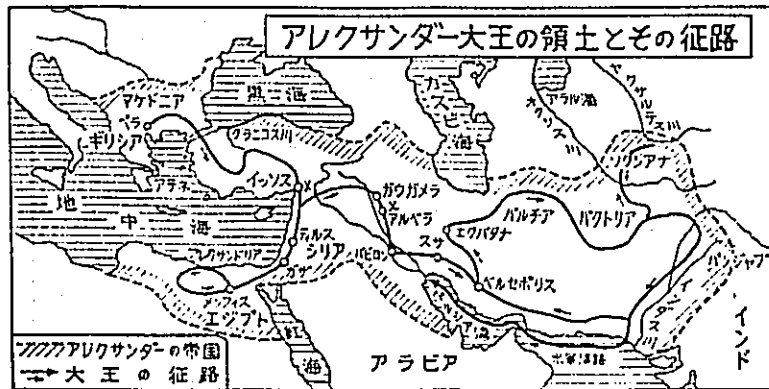 アレクサンダー大王の領土とその征路
マケドニア
ペラ
ギリシア
アテネ
黒海
グラニコス川
カスピ海
アラル海
オクソス川
ヤクサルテス川
ソグシアナ
イッソス
ガウガメラ
アルベラ
パルチア
バクトリア
エクバタナ
地中海
アレクサンドリア
テルス
シリア
ガザ
バビロン
スサ
ペルセポリス
パンジャブ
インダス川
インド
メンフィス
エジプト
紅海
ペルシア湾
アラビア
アレクサンダーの帝国
大王の征路